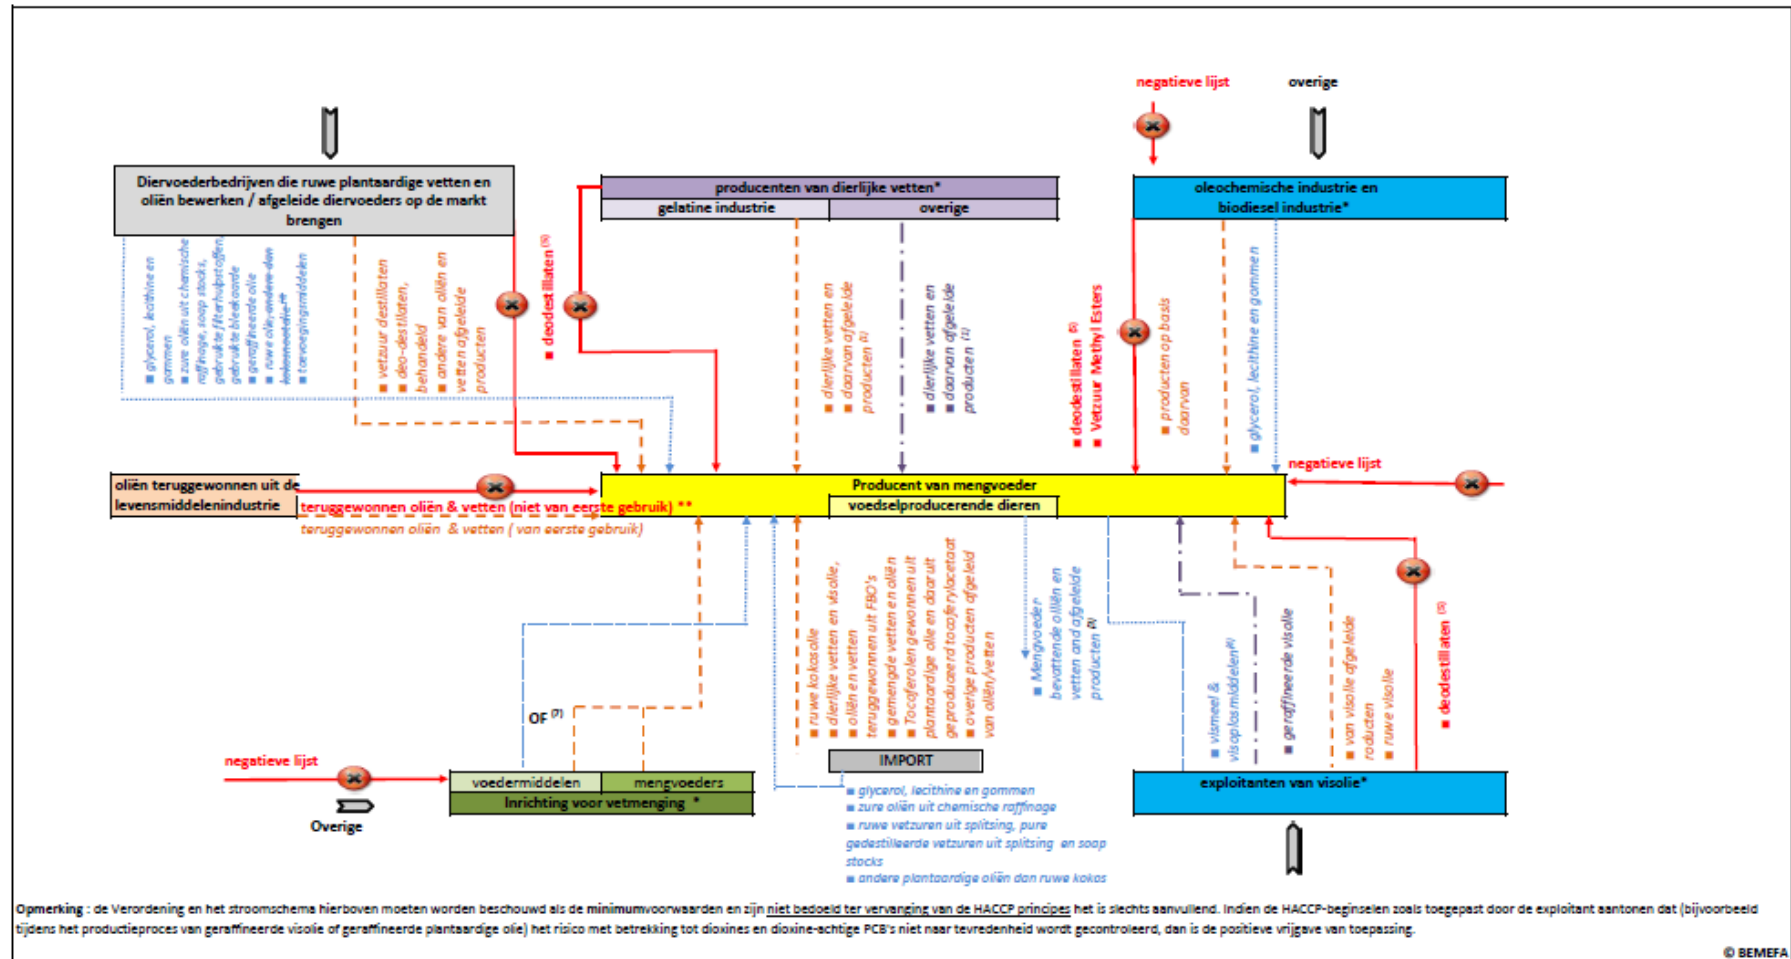 negatieve lijst
overige
Diervoederbedrijven die ruwe plantaardige vetten en
oliën bewerken / afgeleide diervoeders op de markt
brengen
producenten van dierlijke vetten*
gelatine industrie
overige
oleochemische industrie en
biodiesel industrie*
■ glycerol, lecithine en
gommen
■ zure oliën uit chemische
raffinage, soap stocks,
gebruikte filterhulpstoffen,
gebruikte bleekaarde
■ geraffineerde olie
■ ruwe olie, andere dan
kokosnootolie
■ toevoegingsmiddelen
■ vetzuur destillaten
■ deo-destillaten,
behandeld
■ andere van oliën en
vetten afgeleide
producten
■ deodestillaten (5)
■ dierlijke vetten en
■ daarvan afgeleide
producten (1)
■ dierlijke vetten en
■ daarvan afgeleide
producten (1)
■ deodestillaten (5)
■ Vetzuur Methyl Esters
■ producten op basis
daarvan
■ glycerol, lecithine en gommen
negatieve lijst
oliën teruggewonnen uit de
levensmiddelenindustrie
teruggewonnen oliën & vetten (niet van eerste gebruik) **
teruggewonnen oliën & vetten ( van eerste gebruik)
Producent van mengvoeder
voedselproducerende dieren
■ ruwe kokosolie
■ dierlijke vetten en visolie,
■ oliën en vetten
teruggewonnen uit FBO's
■ gemengde vetten en oliën
■ Tocoferolen gewonnen uit
plantaardige olie en daaruit
geproduceerd tocoferylacetaat
■ overige producten afgeleid
van oliën/vetten
■ Mengvoeder
bevattende oliën en
vetten and afgeleide
producten (3)
■ vismeel &
visoplosmiddelen
■ geraffineerde visolie
■ van visolie afgeleide
roducten
■ ruwe visolie
■ deodestillaten (5)
OF (7)
negatieve lijst
Overige
voedermiddelen
mengvoeders
Inrichting voor vetmenging *
IMPORT
■ glycerol, lecithine en gommen
■ zure oliën uit chemische raffinage
■ ruwe vetzuren uit splitsing, pure
gedestilleerde vetzuren uit splitsing en soap
stocks
■ andere plantaardige oliën dan ruwe kokos
exploitanten van visolie*
Opmerking : de Verordening en het stroomschema hierboven moeten worden beschouwd als de minimumvoorwaarden en zijn niet bedoeld ter vervanging van de HACCP principes het is slechts aanvullend. Indien de HACCP-beginselen zoals toegepast door de exploitant aantonen dat (bijvoorbeeld
tijdens het productieproces van geraffineerde visolie of geraffineerde plantaardige olie) het risico met betrekking tot dioxines en dioxine-achtige PCB's niet naar tevredenheid wordt gecontroleerd, dan is de positieve vrijgave van toepassing.
© BEMEFA